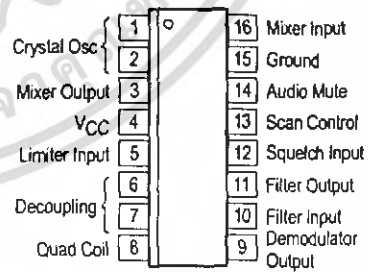 Crystal Osc
1
2
Mixer Output 3
VCC 4
Limiter Input 5
Decoupling
6
7
Quad Coil 8
16 Mixer Input
15 Ground
14 Audio Mute
13 Scan Control
12 Squelch Input
11 Filter Output
10 Filter Input
9 Demodulator
Output